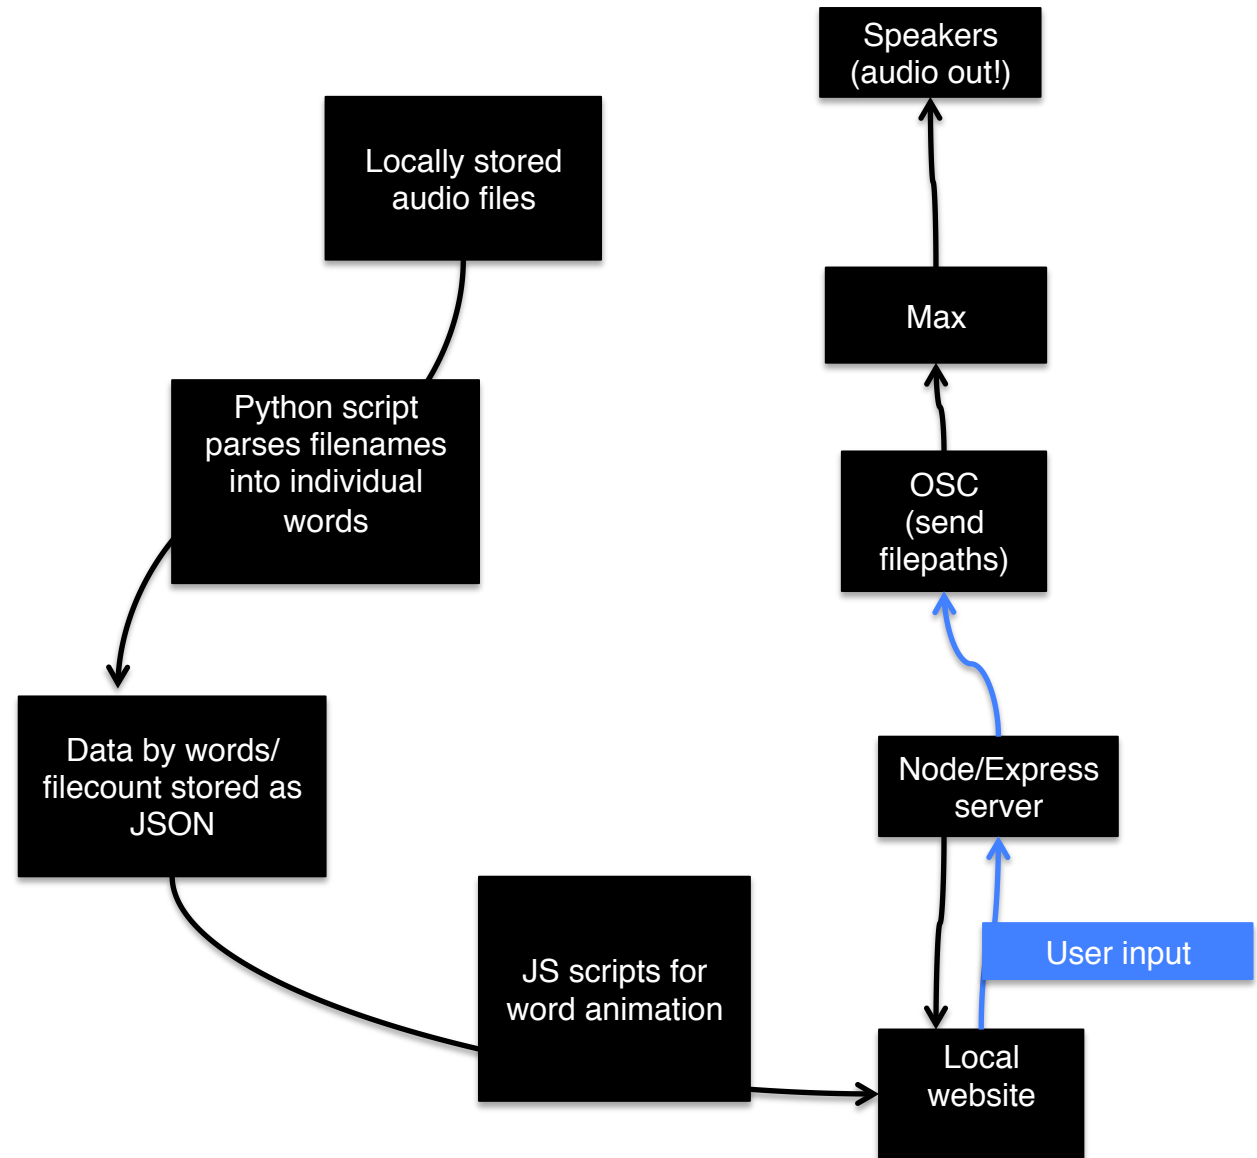 Speakers
(audio out!)
Locally stored
audio files
Max
Python script
parses filenames
into individual
words
OSC
(send
filepaths)
Data by words/
filecount stored as
JSON
Node/Express
server
User input
JS scripts for
word animation
Local
website